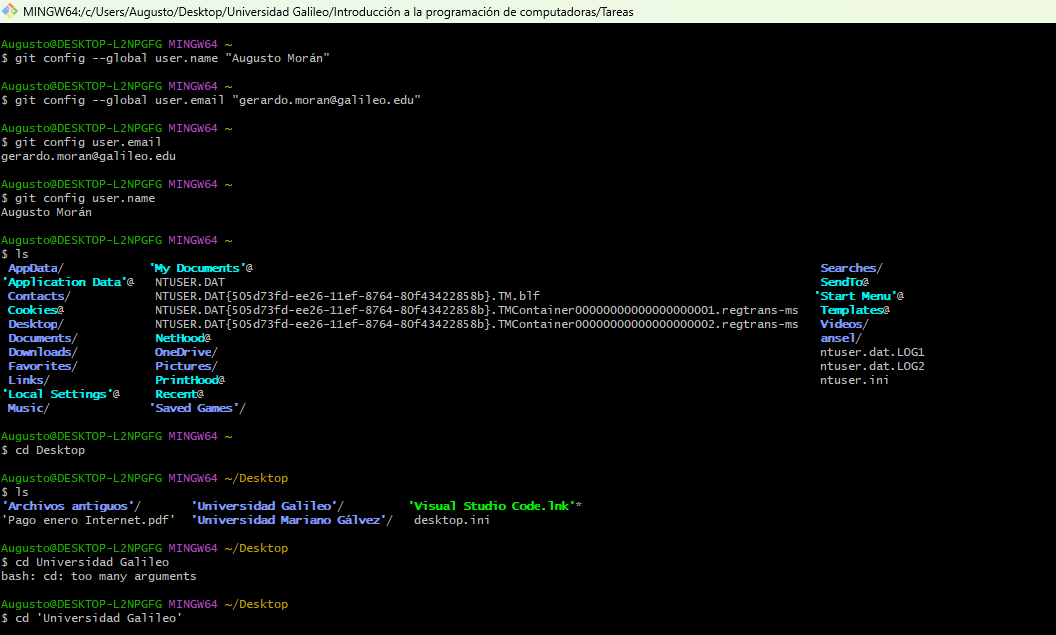 MINGW64:/c/Users/Augusto/Desktop/Universidad Galileo/Introducción a la programación de computadoras/Tareas
Augusto@DESKTOP-L2NPGFG MINGW64 ~
$ git config --global user.name "Augusto Morán"
Augusto@DESKTOP-L2NPGFG MINGW64 ~
$ git config --global user.email "gerardo.moran@galileo.edu"
Augusto@DESKTOP-L2NPGFG MINGW64 ~
$ git config user.email
gerardo.moran@galileo.edu
Augusto@DESKTOP-L2NPGFG MINGW64 ~
$ git config user.name
Augusto Morán
Augusto@DESKTOP-L2NPGFG MINGW64 ~
$ ls
AppData/ 'My Documents'@ Searches/
'Application Data'@ NTUSER.DAT SendTo@
Contacts/ NTUSER.DAT{505d73fd-ee26-11ef-8764-80f43422858b}.TM.blf 'Start Menu'@
Cookies@ NTUSER.DAT{505d73fd-ee26-11ef-8764-80f43422858b}.TMContainer00000000000000000001.regtrans-ms Templates@
Desktop/ NTUSER.DAT{505d73fd-ee26-11ef-8764-80f43422858b}.TMContainer00000000000000000002.regtrans-ms Videos/
Documents/ NetHood@ ansel/
Downloads/ OneDrive/ ntuser.dat.LOG1
Favorites/ Pictures/ ntuser.dat.LOG2
Links/ PrintHood@ ntuser.ini
'Local Settings'@ Recent@
Music/ 'Saved Games'/
Augusto@DESKTOP-L2NPGFG MINGW64 ~
$ cd Desktop
Augusto@DESKTOP-L2NPGFG MINGW64 ~/Desktop
$ ls
'Archivos antiguos'/ 'Universidad Galileo'/ 'Visual Studio Code.lnk'*
'Pago enero Internet.pdf' 'Universidad Mariano Gálvez'/ desktop.ini
Augusto@DESKTOP-L2NPGFG MINGW64 ~/Desktop
$ cd Universidad Galileo
bash: cd: too many arguments
Augusto@DESKTOP-L2NPGFG MINGW64 ~/Desktop
$ cd 'Universidad Galileo'